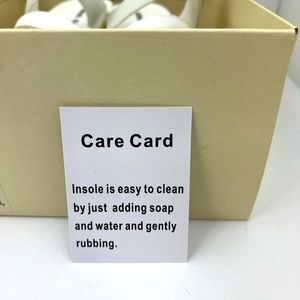 Care Card
Insole is easy to clean
by just adding soap
and water and gently
rubbing.